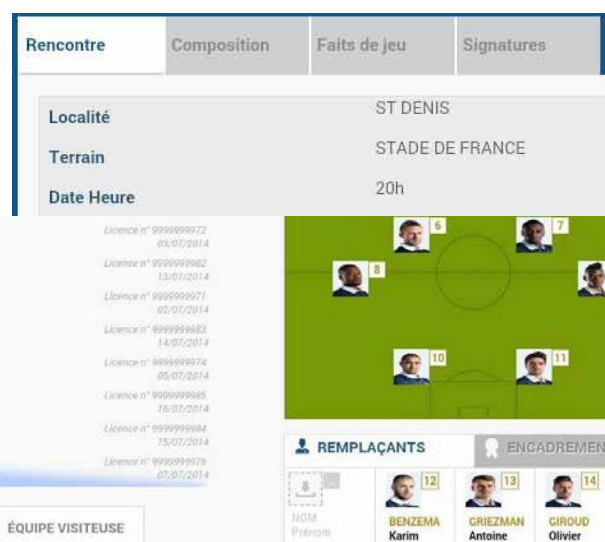 Rencontre Composition Faits de jeu Signatures
Localité ST DENIS
Terrain STADE DE FRANCE
Date Heure 20h
Licence n° 9999999972
03/07/2014
Licence n° 9999999982
13/07/2014
Licence n° 9999999971
02/07/2014
Licence n° 9999999983
14/07/2014
Licence n° 9999999974
05/07/2014
Licence n° 9999999985
16/07/2014
Licence n° 9999999984
15/07/2014
Licence n° 9999999976
07/07/2014
ÉQUIPE VISITEUSE
6 7
8
10 11
REMPLAÇANTS ENCADREMEN
12 13 14
NOM BENZEMA GRIEZMAN GIROUD
Prénom Karim Antoine Olivier